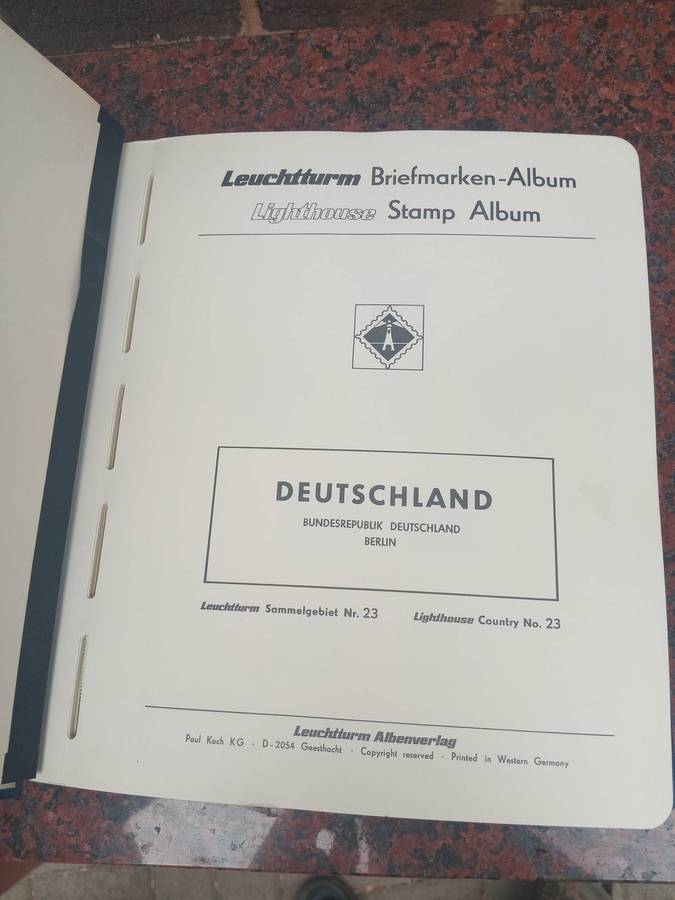 Leuchtturm Briefmarken-Album
Lighthouse Stamp Album
DEUTSCHLAND
BUNDESREPUBLIK DEUTSCHLAND
BERLIN
Leuchtturm Sammelgebiet Nr. 23
Lighthouse Country No. 23
Leuchtturm Albenverlag
Paul Koch KG · D-2054 Geesthacht · Copyright reserved · Printed in Western Germany